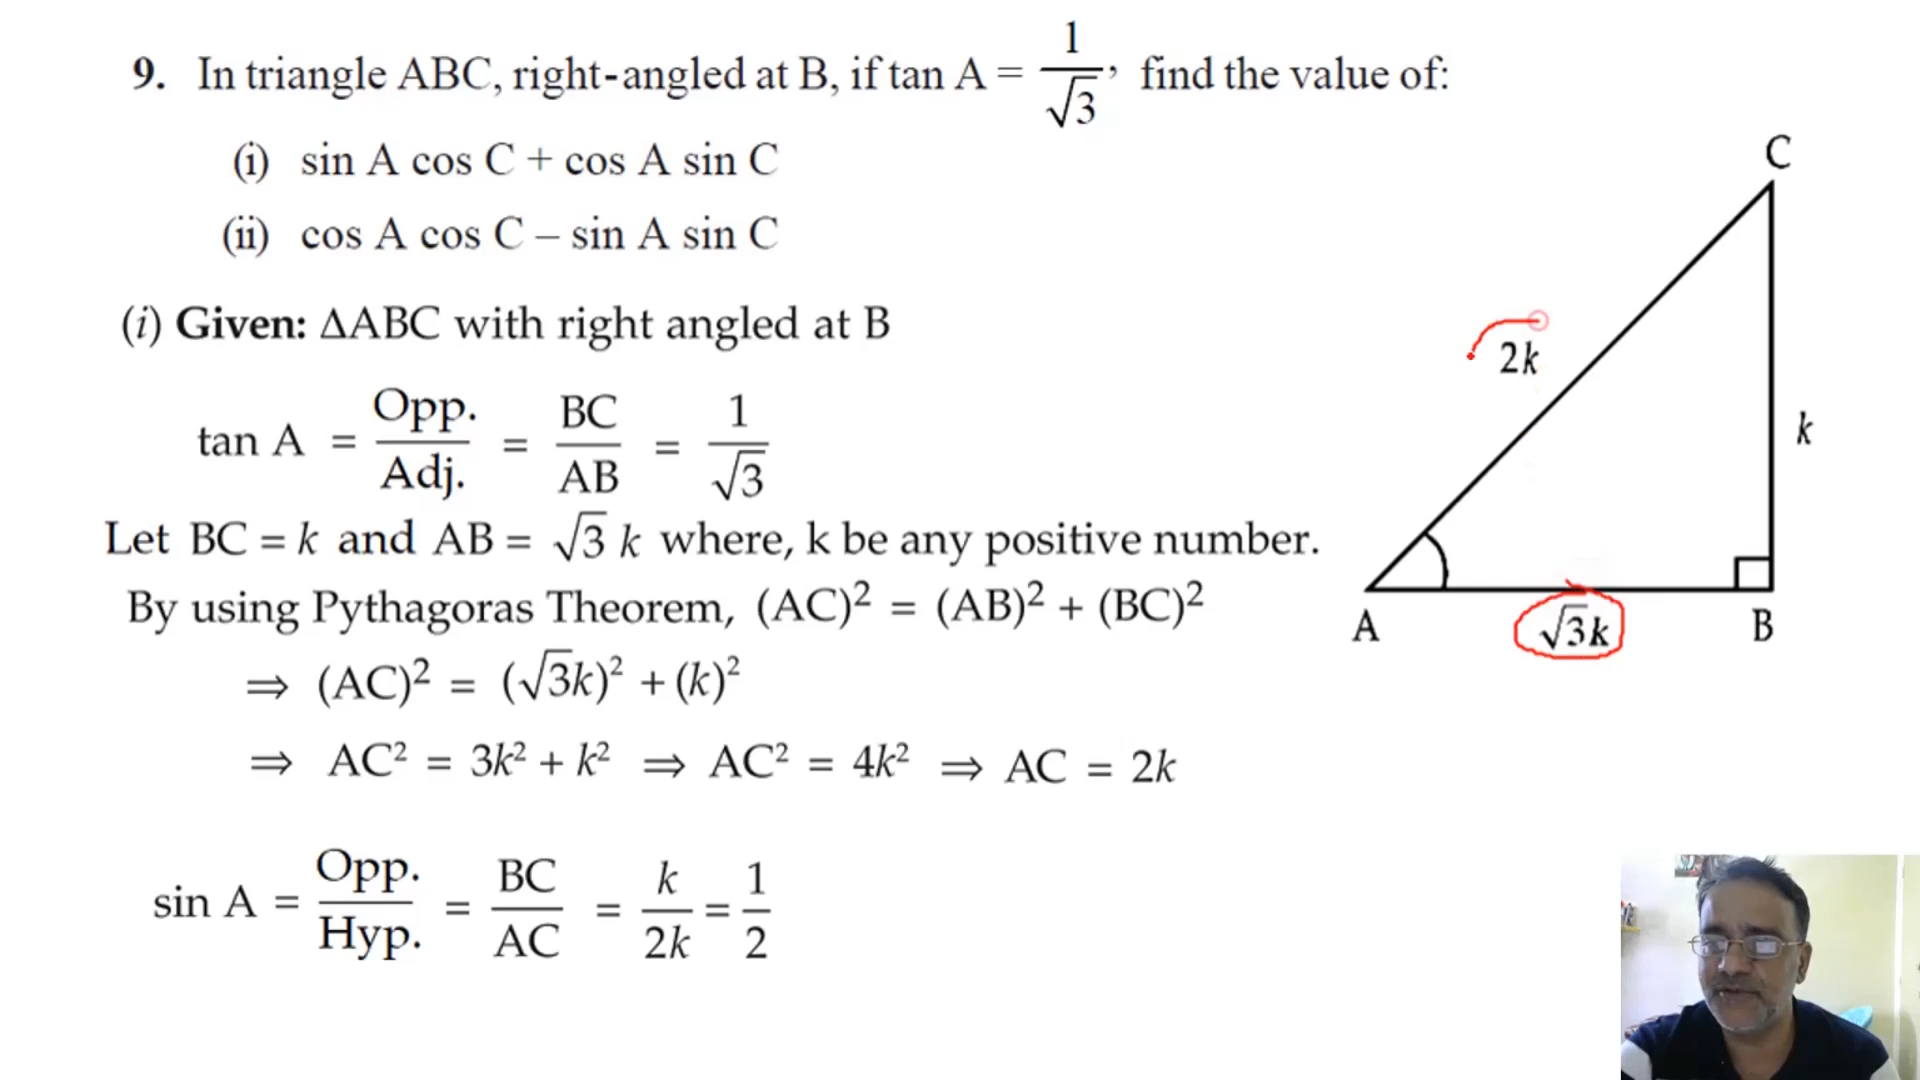 9. In triangle ABC, right-angled at B, if tan A = 1/√3, find the value of:
(i) sin A cos C + cos A sin C
(ii) cos A cos C – sin A sin C
(i) Given: ΔABC with right angled at B
tan A = Opp./Adj. = BC/AB = 1/√3
Let BC = k and AB = √3 k where, k be any positive number.
By using Pythagoras Theorem, (AC)² = (AB)² + (BC)²
⇒ (AC)² = (√3k)² + (k)²
⇒ AC² = 3k² + k² ⇒ AC² = 4k² ⇒ AC = 2k
sin A = Opp./Hyp. = BC/AC = k/2k = 1/2
C
2k
k
A
√3k
B